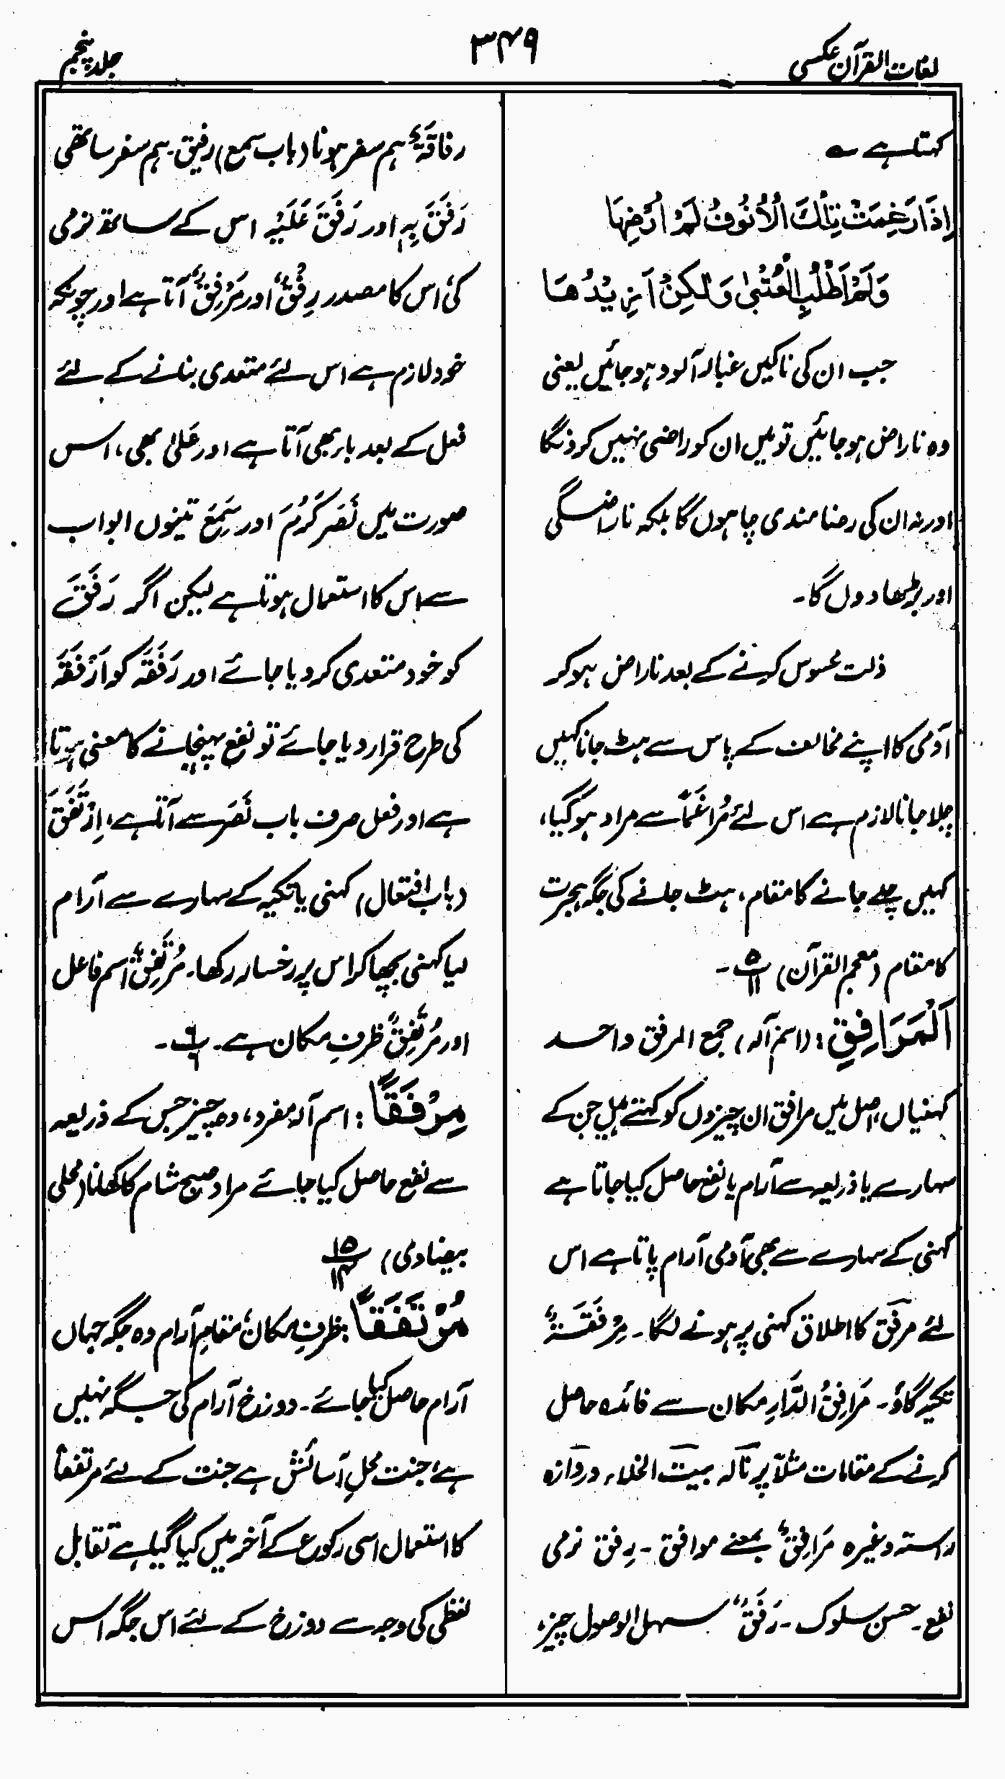 لغات القرآن عکسی
۳۴۹
جلد پنجم
کہتا ہے ؎
اِذَا رَغِمَتْ تِلْكَ الْاُنُوفُ لَمْ اُرْضِهَا
وَلَمْ اَطْلُبِ الْعُتْبٰى وَلٰكِنْ اَزِيْدُهَا
جب ان کی ناکیں غبار آلود ہو جائیں یعنی
وہ ناراض ہو جائیں تو میں ان کو راضی نہیں کروں گا
اور نہ ان کی رضا مندی چاہوں گا بلکہ ناراضگی
اور بڑھا دوں گا۔
ذلت محسوس کرنے کے بعد ناراض ہو کر
آدمی کا اپنے مخالف کے پاس سے ہٹ جانا کہیں
چلا جانا لازم ہے اس لئے مُراغَمًا سے مراد ہو گیا،
کہیں چلے جانے کا مقام، ہٹ جانے کی جگہ ہجرت
کا مقام (معجم القرآن) ۵/۱۱ ۔
اَلْمَرَافِقِ: (اسم آلہ) جمع المرفق واحد
کہنیاں اصل میں مرافق ان چیزوں کو کہتے ہیں جن کے
سہارے یا ذریعہ سے آرام یا نفع حاصل کیا جاتا ہے
کہنی کے سہارے سے بھی آدمی آرام پاتا ہے اس
لئے مرفق کا اطلاق کہنی پر ہونے لگا۔ مِرْفَقَةٌ
تکیہ گاؤ۔ مَرَافِقُ الدَّارِ مکان سے فائدہ حاصل
کرنے کے مقامات مثلاً پرنالہ بیت الخلاء دروازہ
راستہ وغیرہ مَرَافِقٌ بمعنے موافق۔ رِفق نرمی
نفع۔ حسن سلوک۔ رَفَقٌ سہل الوصول چیز،
رفاقَةٌ ہم سفر ہونا (باب سمع) رفیق۔ ہم سفر ساتھی
رَفَقَ بِهٖ اور رَفَقَ عَلَيْهِ اس کے ساتھ نرمی
کی اس کا مصدر رِفْقٌ اور مَرْفِقٌ آتا ہے اور چونکہ
خود لازم ہے اس لئے متعدی بنانے کے لئے
فعل کے بعد باء بھی آتا ہے اور عَلٰی بھی، اس
صورت میں نَصَرَ کَرُمَ اور سَمِعَ تینوں ابواب
سے اس کا استعمال ہوتا ہے لیکن اگر رَفَقَ
کو خود متعدی کر دیا جائے اور رَفَقَهٗ کو اَرْفَقَهٗ
کی طرح قرار دیا جائے تو نفع پہنچانے کا معنی ہوتا
ہے اور فعل صرف باب نَصَرَ سے آتا ہے، اِرْتَفَقَ
(باب افتعال) کہنی یا تکیہ کے سہارے سے آرام
لیا کہنی بچھا کر اس پر رخسار رکھا۔ مُرْتَفِقٌ اسم فاعل
اور مُرْتَفِقٌ ظرفِ مکان ہے۔ ۶/۶ ۔
مِرْفَقًا: اسم آلہ مفرد، وہ چیز جس کے ذریعہ
سے نفع حاصل کیا جائے مراد صبح شام کا کھانا (محلی
بیضاوی) ۱۵/۱۴
مُرْتَفَقًا: ظرفِ مکان، مقامِ آرام وہ جگہ جہاں
آرام حاصل کیا جائے۔ دوزخ آرام کی جگہ نہیں
ہے، جنت محلِ آسائش ہے جنت کے لئے مرتفقاً
کا استعمال اسی رکوع کے آخر میں کیا گیا ہے تقابل
لفظی کی وجہ سے دوزخ کے لئے اس جگہ اس